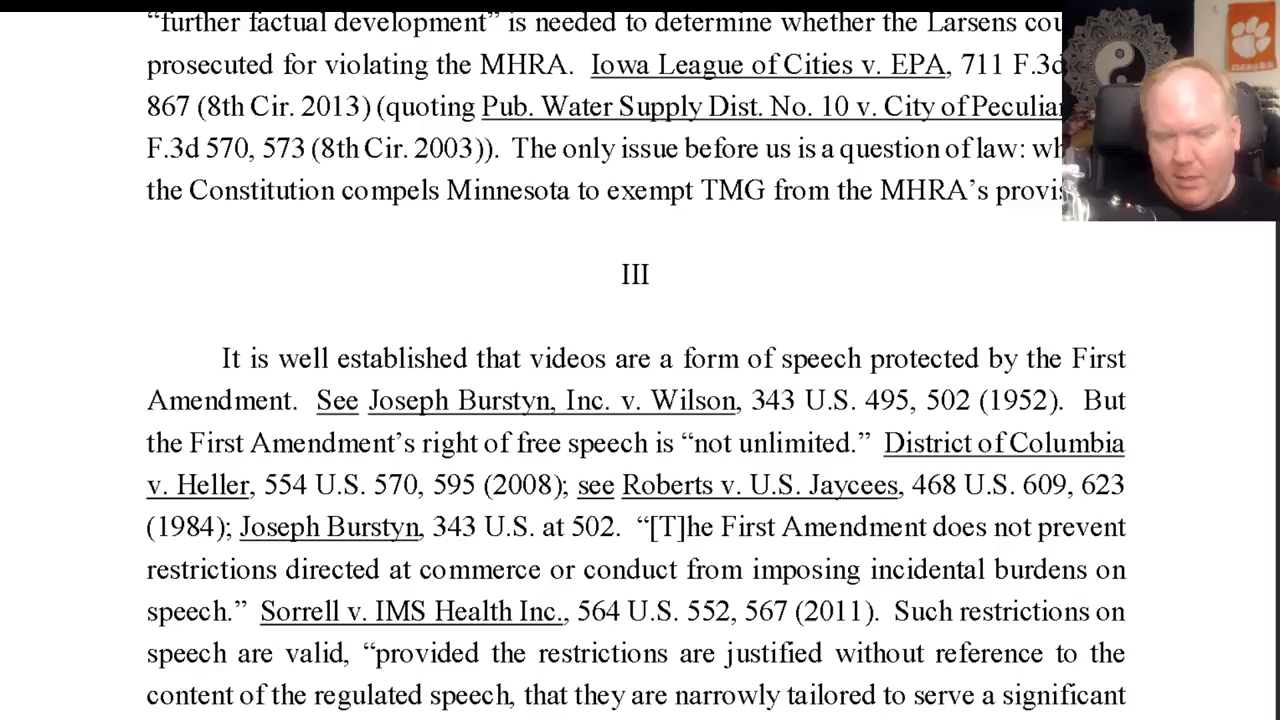 “further factual development” is needed to determine whether the Larsens
prosecuted for violating the MHRA. Iowa League of Cities v. EPA, 711
867 (8th Cir. 2013) (quoting Pub. Water Supply Dist. No. 10 v. City of Peculiar
F.3d 570, 573 (8th Cir. 2003)). The only issue before us is a question of law:
the Constitution compels Minnesota to exempt TMG from the MHRA’s
III
It is well established that videos are a form of speech protected by the First
Amendment. See Joseph Burstyn, Inc. v. Wilson, 343 U.S. 495, 502 (1952). But
the First Amendment’s right of free speech is “not unlimited.” District of Columbia
v. Heller, 554 U.S. 570, 595 (2008); see Roberts v. U.S. Jaycees, 468 U.S. 609, 623
(1984); Joseph Burstyn, 343 U.S. at 502. “[T]he First Amendment does not prevent
restrictions directed at commerce or conduct from imposing incidental burdens on
speech.” Sorrell v. IMS Health Inc., 564 U.S. 552, 567 (2011). Such restrictions on
speech are valid, “provided the restrictions are justified without reference to the
content of the regulated speech, that they are narrowly tailored to serve a significant